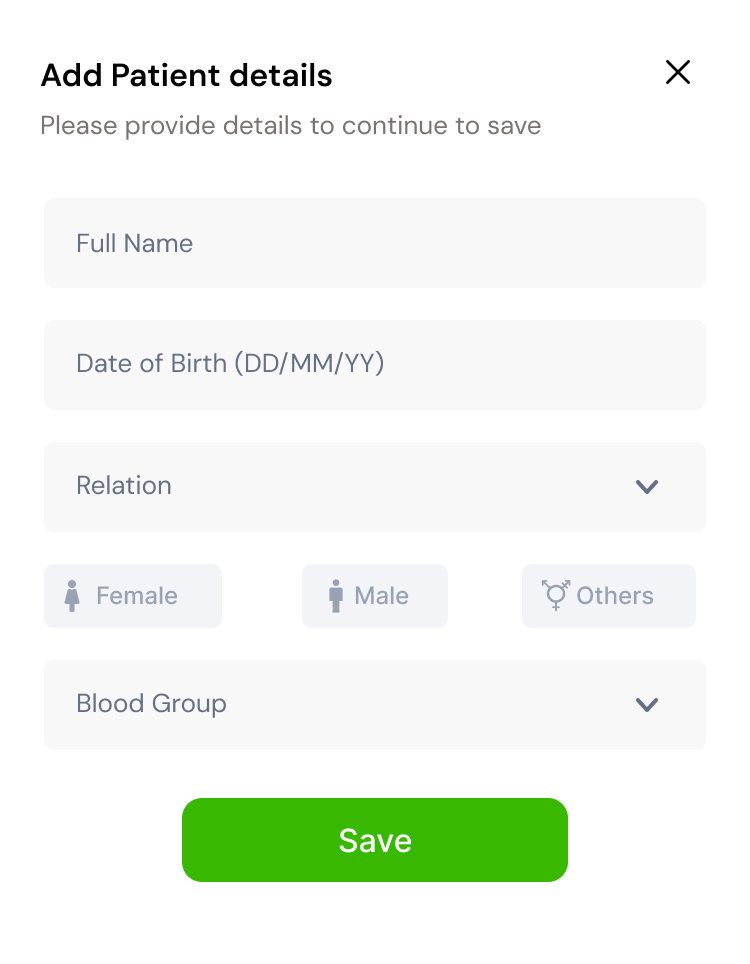 Add Patient details
Please provide details to continue to save
Full Name
Date of Birth (DD/MM/YY)
Relation
Female
Male
Others
Blood Group
Save